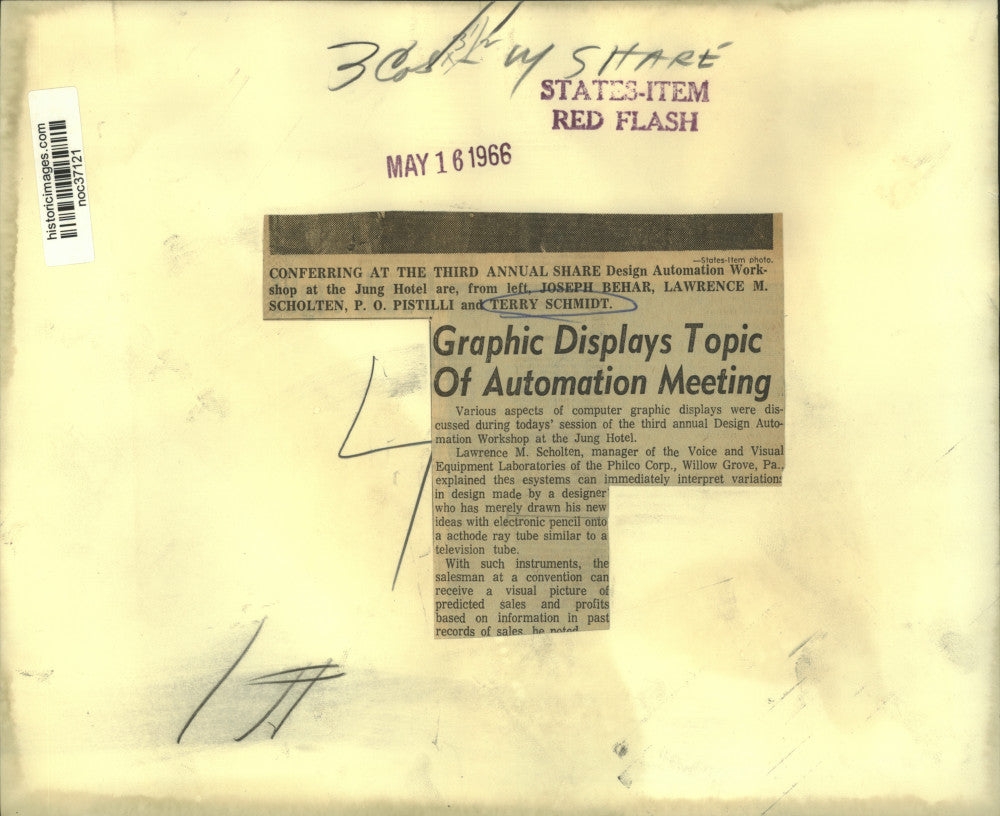 3 Cos w/ SHARE
STATES-ITEM
RED FLASH
MAY 16 1966
historicimages.com
noc37121
—States-Item photo.
CONFERRING AT THE THIRD ANNUAL SHARE Design Automation Work-
shop at the Jung Hotel are, from left, JOSEPH BEHAR, LAWRENCE M.
SCHOLTEN, P. O. PISTILLI and TERRY SCHMIDT.
Graphic Displays Topic
Of Automation Meeting
Various aspects of computer graphic displays were dis-
cussed during todays' session of the third annual Design Auto-
mation Workshop at the Jung Hotel.
Lawrence M. Scholten, manager of the Voice and Visual
Equipment Laboratories of the Philco Corp., Willow Grove, Pa.,
explained thes esystems can immediately interpret variations
in design made by a designer
who has merely drawn his new
ideas with electronic pencil onto
a acthode ray tube similar to a
television tube.
With such instruments, the
salesman at a convention can
receive a visual picture of
predicted sales and profits
based on information in past
records of sales, he noted
4